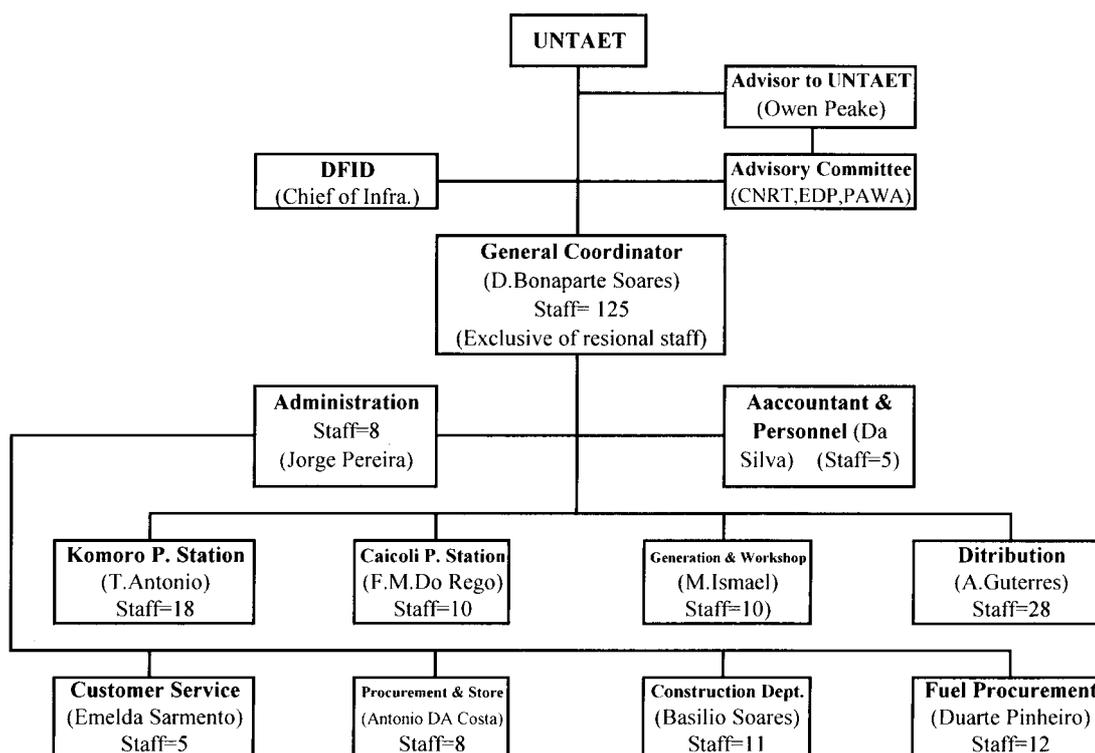 UNTAET
Advisor to UNTAET
(Owen Peake)
DFID
(Chief of Infra.)
Advisory Committee
(CNRT,EDP,PAWA)
General Coordinator
(D.Bonaparte Soares)
Staff= 125
(Exclusive of resional staff)
Administration
Staff=8
(Jorge Pereira)
Aaccountant &
Personnel (Da
Silva) (Staff=5)
Komoro P. Station
(T.Antonio)
Staff=18
Caicoli P. Station
(F.M.Do Rego)
Staff=10
Generation & Workshop
(M.Ismael)
Staff=10)
Ditribution
(A.Guterres)
Staff=28
Customer Service
(Emelda Sarmento)
Staff=5
Procurement & Store
(Antonio DA Costa)
Staff=8
Construction Dept.
(Basilio Soares)
Staff=11
Fuel Procurement
(Duarte Pinheiro)
Staff=12